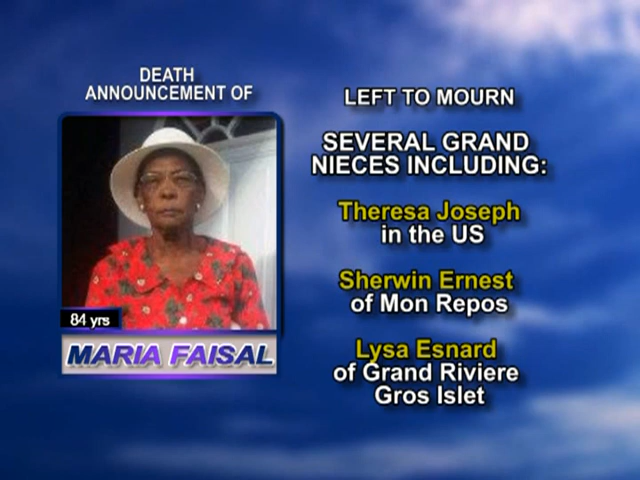 DEATH
ANNOUNCEMENT OF
84 yrs
MARIA FAISAL
LEFT TO MOURN
SEVERAL GRAND
NIECES INCLUDING:
Theresa Joseph
in the US
Sherwin Ernest
of Mon Repos
Lysa Esnard
of Grand Riviere
Gros Islet